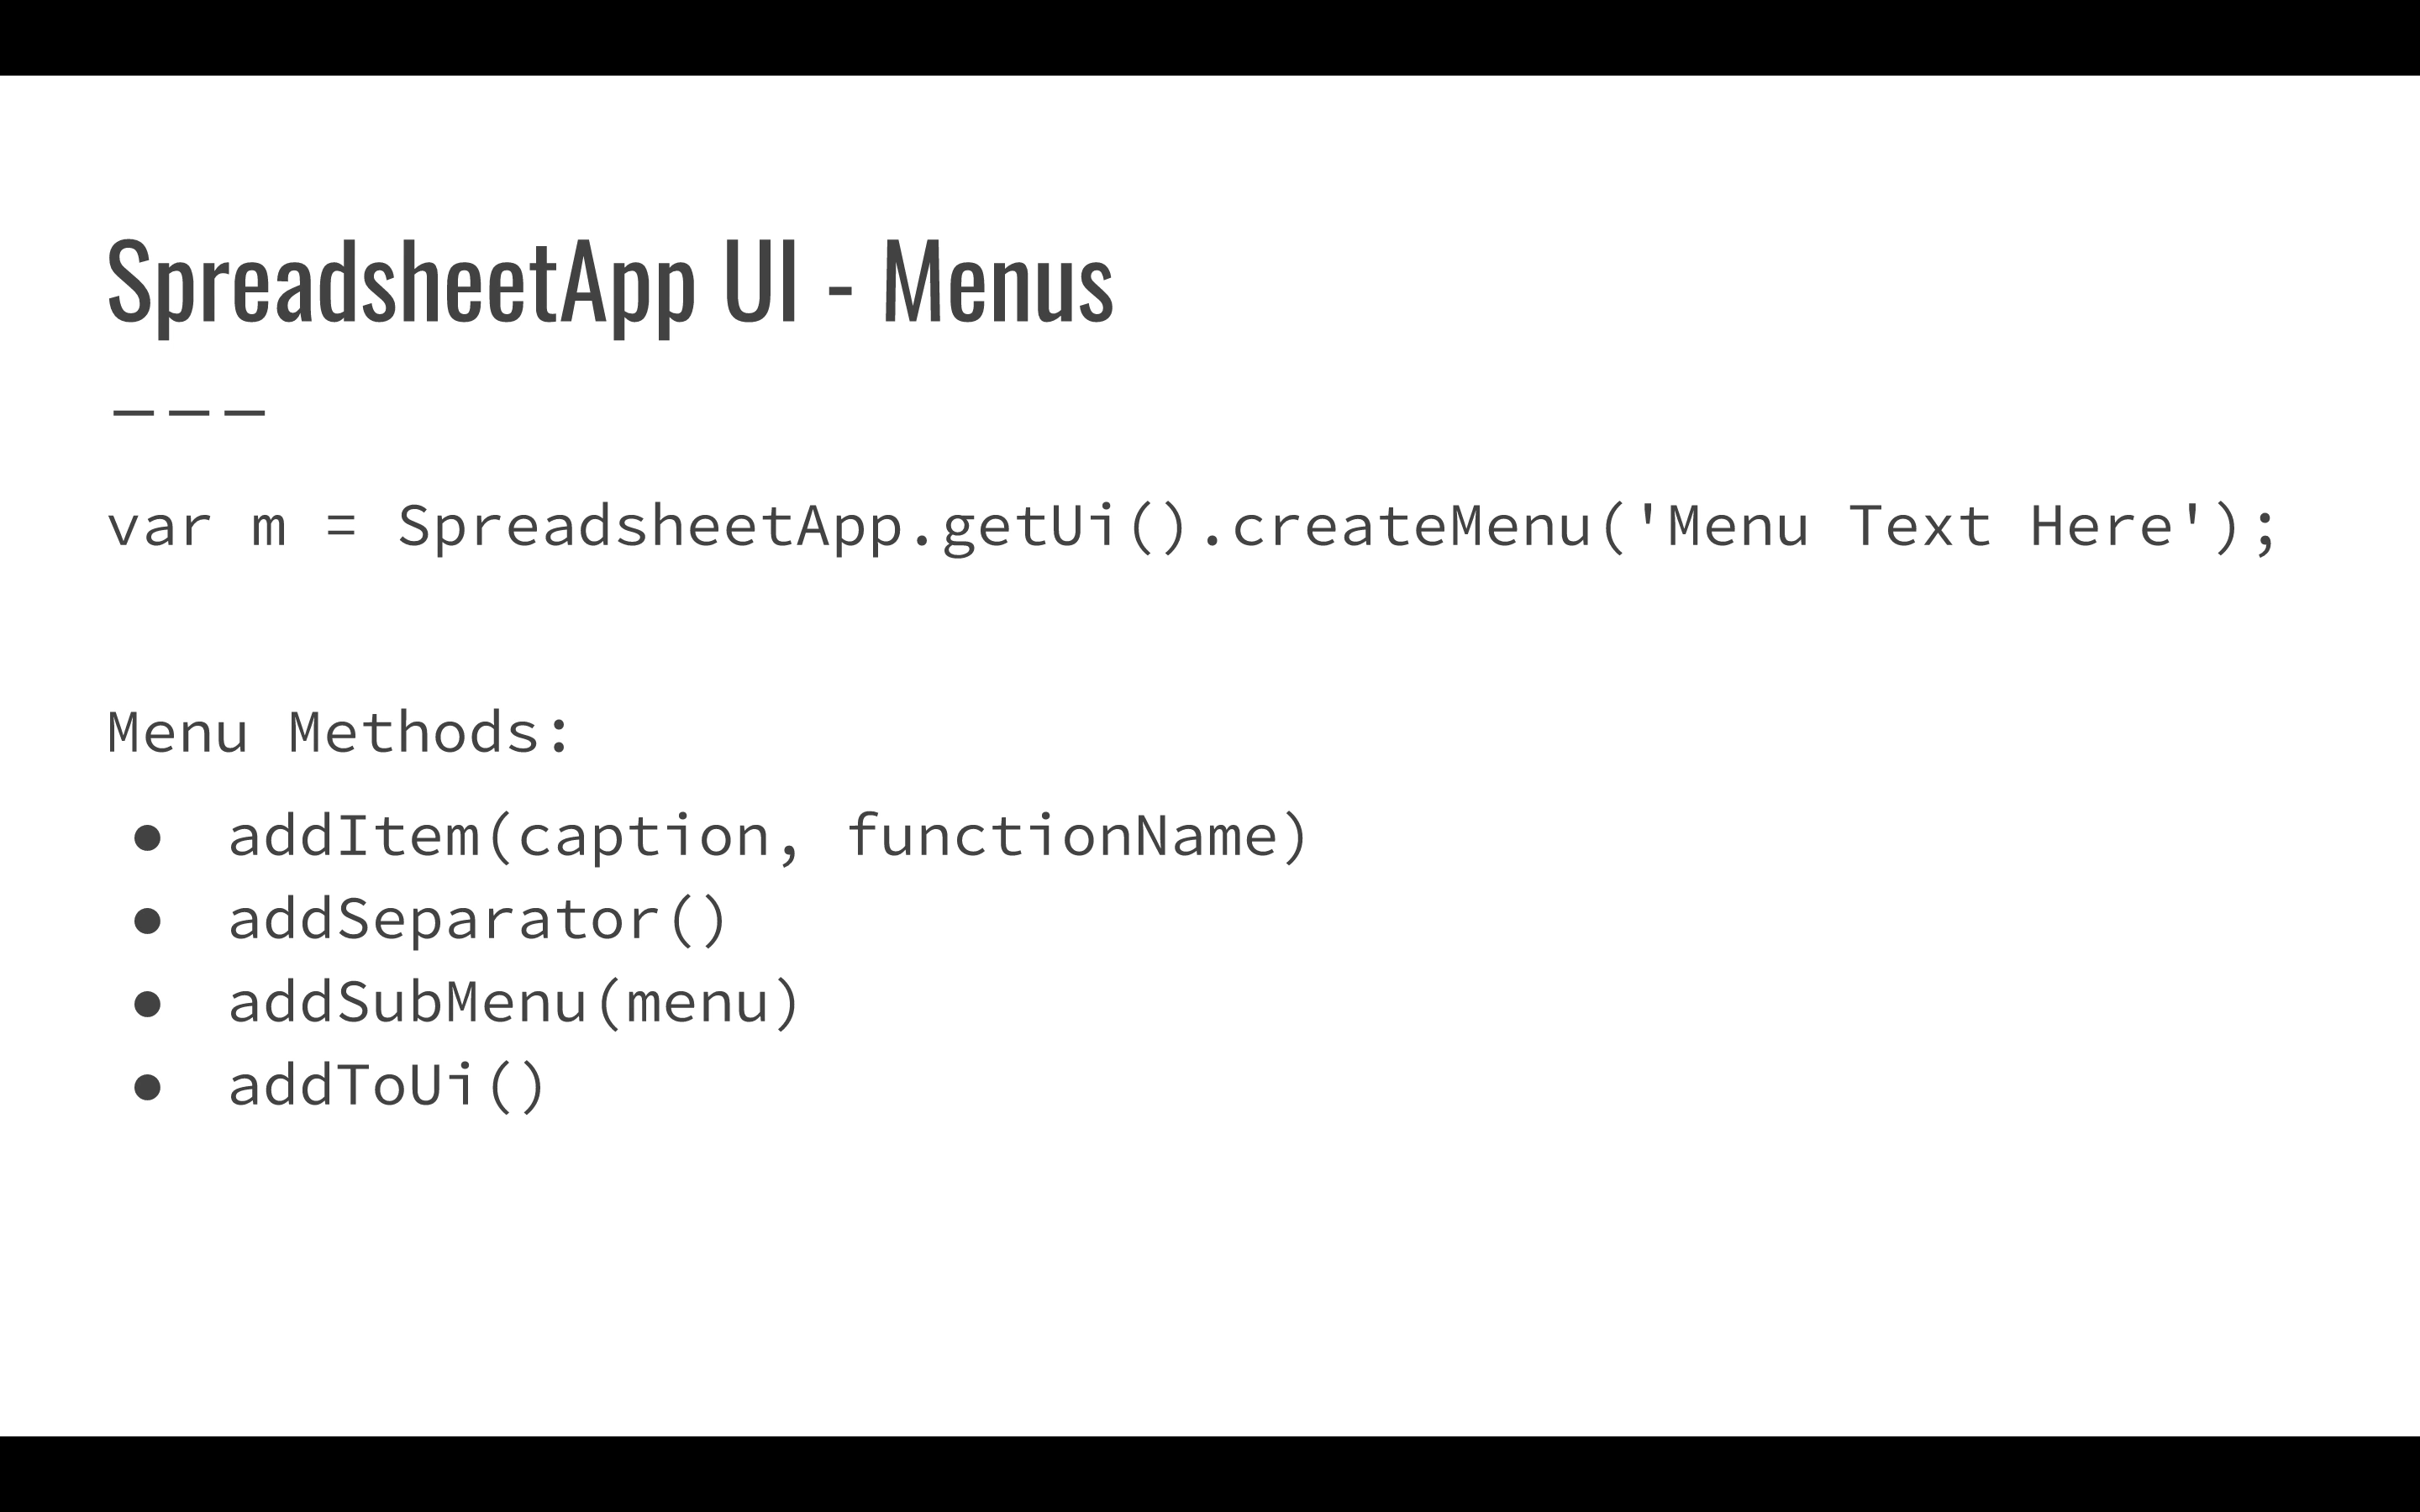 SpreadsheetApp UI - Menus
———
var m = SpreadsheetApp.getUi().createMenu('Menu Text Here');
Menu Methods:
● addItem(caption, functionName)
● addSeparator()
● addSubMenu(menu)
● addToUi()